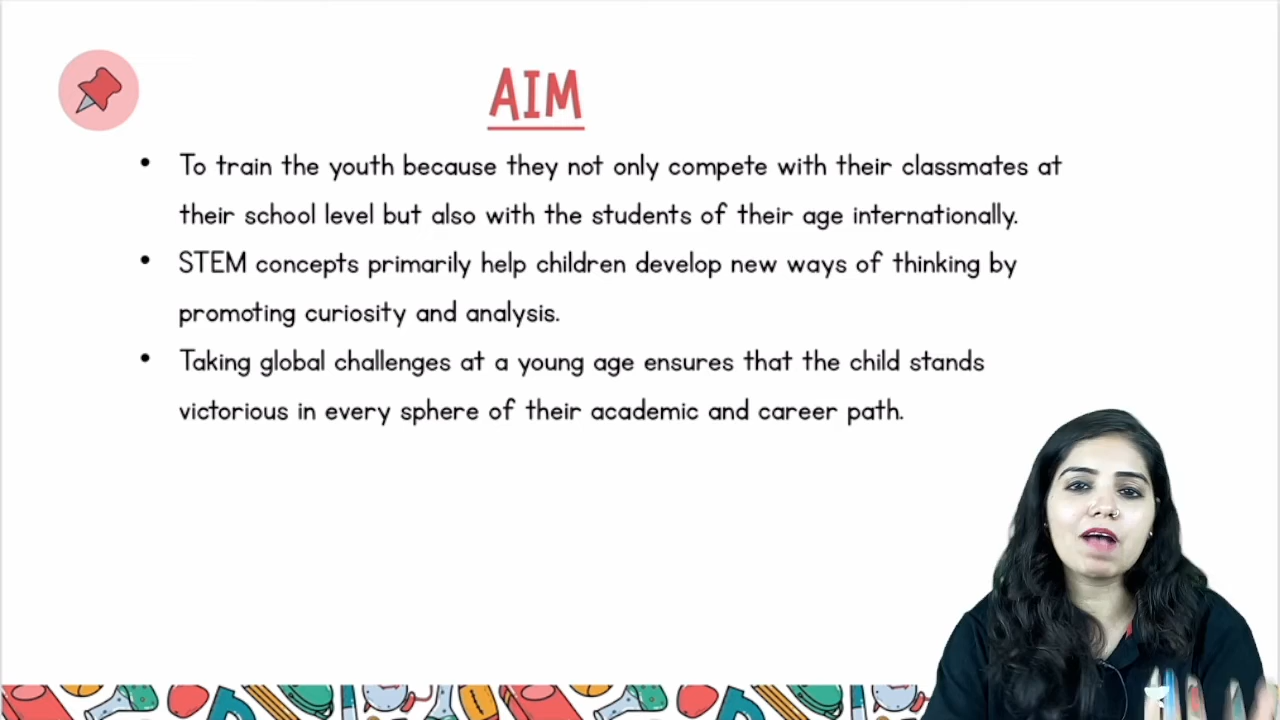 AIM
• To train the youth because they not only compete with their classmates at
their school level but also with the students of their age internationally.
• STEM concepts primarily help children develop new ways of thinking by
promoting curiosity and analysis.
• Taking global challenges at a young age ensures that the child stands
victorious in every sphere of their academic and career path.